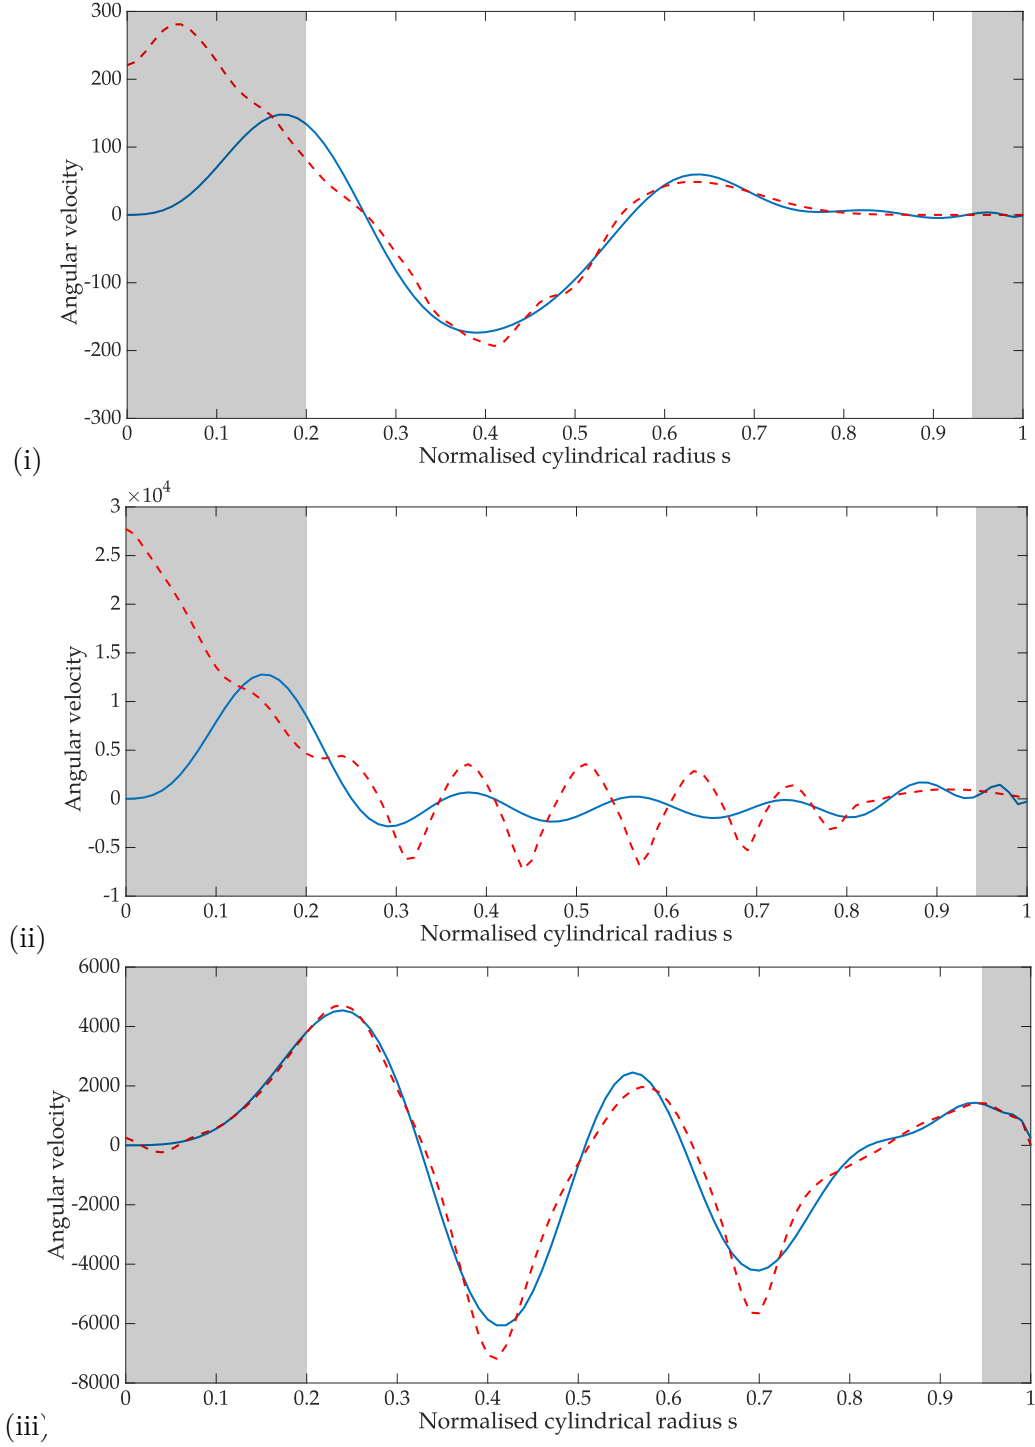 300
200
100
0
-100
-200
-300
Angular velocity
0 0.1 0.2 0.3 0.4 0.5 0.6 0.7 0.8 0.9 1
Normalised cylindrical radius s
(i)
×10⁴
3
2.5
2
1.5
1
0.5
0
-0.5
-1
Angular velocity
0 0.1 0.2 0.3 0.4 0.5 0.6 0.7 0.8 0.9 1
Normalised cylindrical radius s
(ii)
6000
4000
2000
0
-2000
-4000
-6000
-8000
Angular velocity
0 0.1 0.2 0.3 0.4 0.5 0.6 0.7 0.8 0.9 1
Normalised cylindrical radius s
(iii)